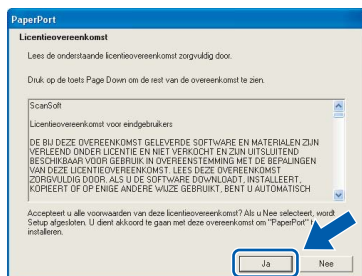 PaperPort
Licentieovereenkomst
Lees de onderstaande licentieovereenkomst zorgvuldig door.
Druk op de toets Page Down om de rest van de overeenkomst te zien.
ScanSoft
Licentieovereenkomst voor eindgebruikers
DE BIJ DEZE OVEREENKOMST GELEVERDE SOFTWARE EN MATERIALEN ZIJN
VERLEEND ONDER LICENTIE EN NIET VERKOCHT EN ZIJN UITSLUITEND
BESCHIKBAAR VOOR GEBRUIK IN OVEREENSTEMMING MET DE BEPALINGEN
VAN DEZE LICENTIEOVEREENKOMST. LEES DEZE OVEREENKOMST
ZORGVULDIG DOOR. ALS U DE SOFTWARE DOWNLOADT, INSTALLEERT,
KOPIEERT OF OP ENIGE ANDERE WIJZE GEBRUIKT, BENT U AUTOMATISCH
Accepteert u alle voorwaarden van deze licentieovereenkomst? Als u Nee selecteert, wordt
Setup afgesloten. U dient akkoord te gaan met deze overeenkomst om "PaperPort"
installeren.
Ja
Nee